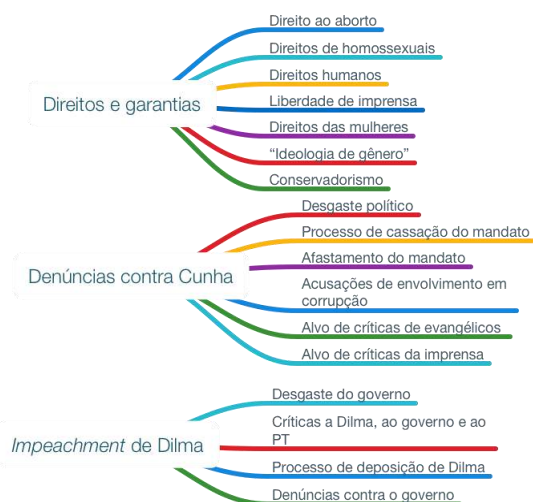 Direitos e garantias
Direito ao aborto
Direitos de homossexuais
Direitos humanos
Liberdade de imprensa
Direitos das mulheres
“Ideologia de gênero”
Conservadorismo
Denúncias contra Cunha
Desgaste político
Processo de cassação do mandato
Afastamento do mandato
Acusações de envolvimento em
corrupção
Alvo de críticas de evangélicos
Alvo de críticas da imprensa
Impeachment de Dilma
Desgaste do governo
Críticas a Dilma, ao governo e ao
PT
Processo de deposição de Dilma
Denúncias contra o governo